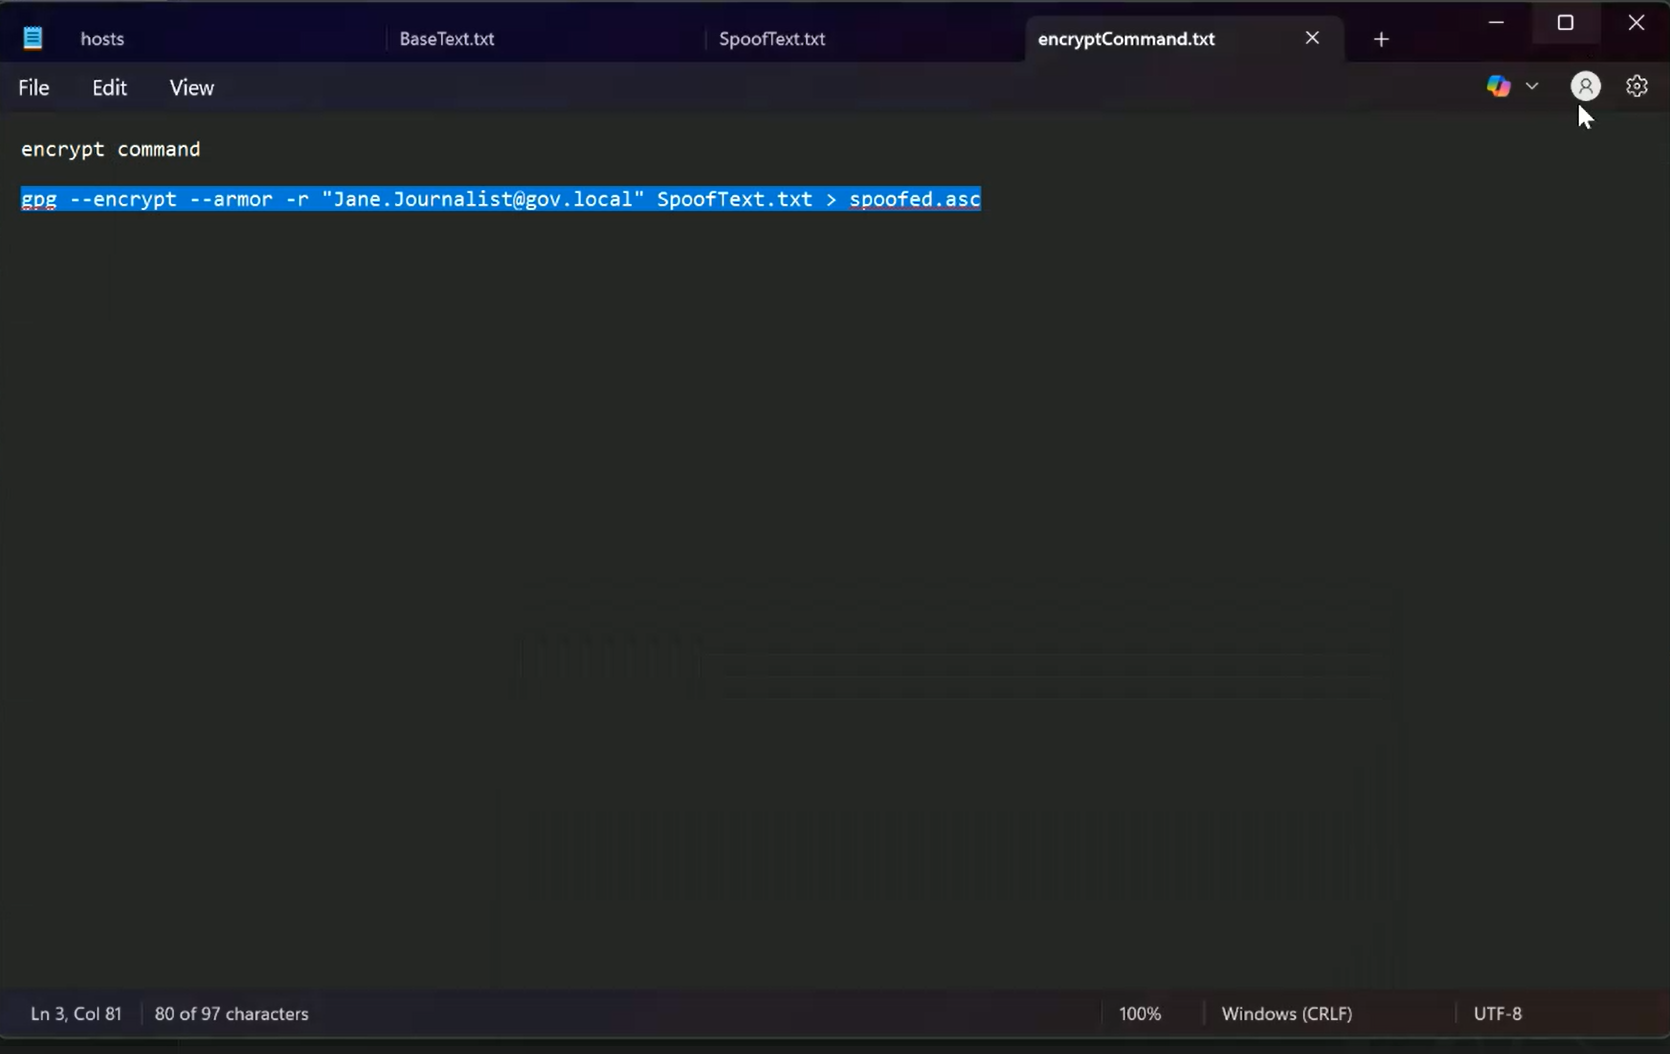 hosts
BaseText.txt
SpoofText.txt
encryptCommand.txt
File
Edit
View
encrypt command
gpg --encrypt --armor -r "Jane.Journalist@gov.local" SpoofText.txt > spoofed.asc
Ln 3, Col 81
80 of 97 characters
100%
Windows (CRLF)
UTF-8